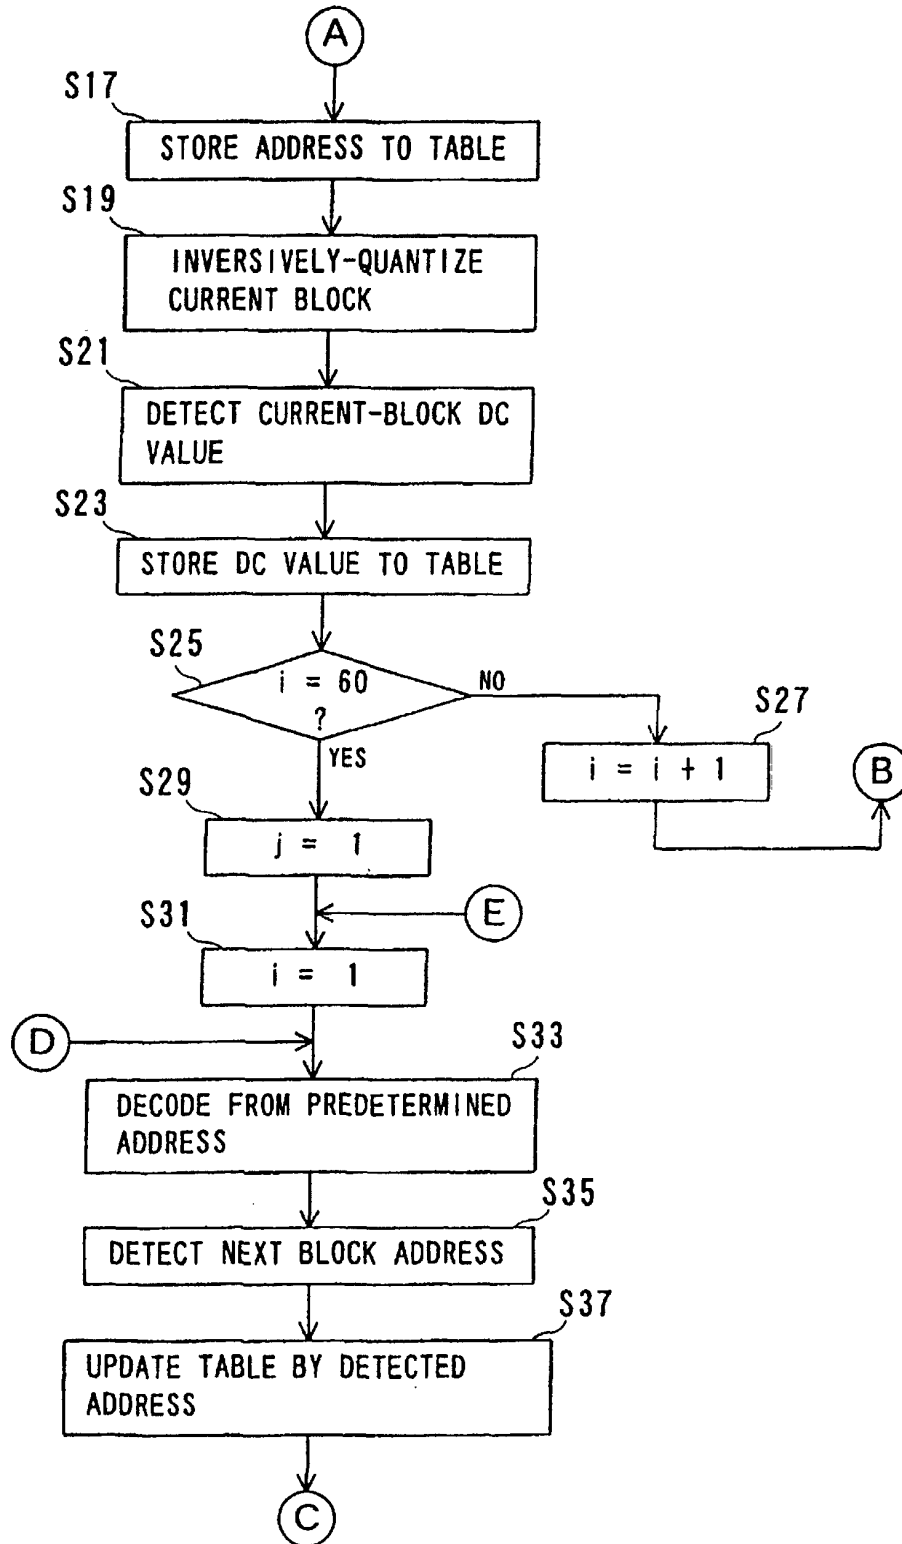 A
S17
STORE ADDRESS TO TABLE
S19
INVERSIVELY-QUANTIZE
CURRENT BLOCK
S21
DETECT CURRENT-BLOCK DC
VALUE
S23
STORE DC VALUE TO TABLE
S25
i = 60
?
NO
YES
S27
i = i + 1
B
S29
j = 1
E
S31
i = 1
D
S33
DECODE FROM PREDETERMINED
ADDRESS
S35
DETECT NEXT BLOCK ADDRESS
S37
UPDATE TABLE BY DETECTED
ADDRESS
C